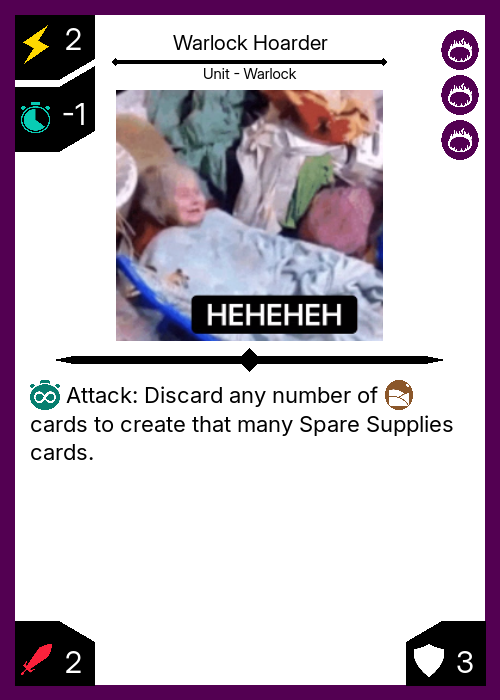 2
Warlock Hoarder
Unit - Warlock
-1
HEHEHEH
Attack: Discard any number of
cards to create that many Spare Supplies
cards.
2
3